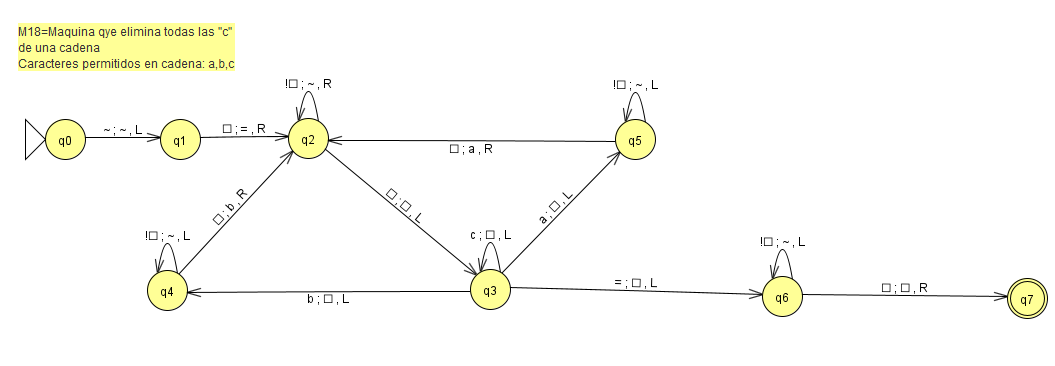 M18=Maquina qye elimina todas las "c"
de una cadena
Caracteres permitidos en cadena: a,b,c
!□ ; ~ , R
!□ ; ~ , L
~ ; ~ , L
□ ; = , R
q0
q1
q2
q5
□ ; a , R
□ ; b , R
□ ; □ , L
a ; □ , L
!□ ; ~ , L
c ; □ , L
!□ ; ~ , L
q4
b ; □ , L
q3
= ; □ , L
q6
□ ; □ , R
q7